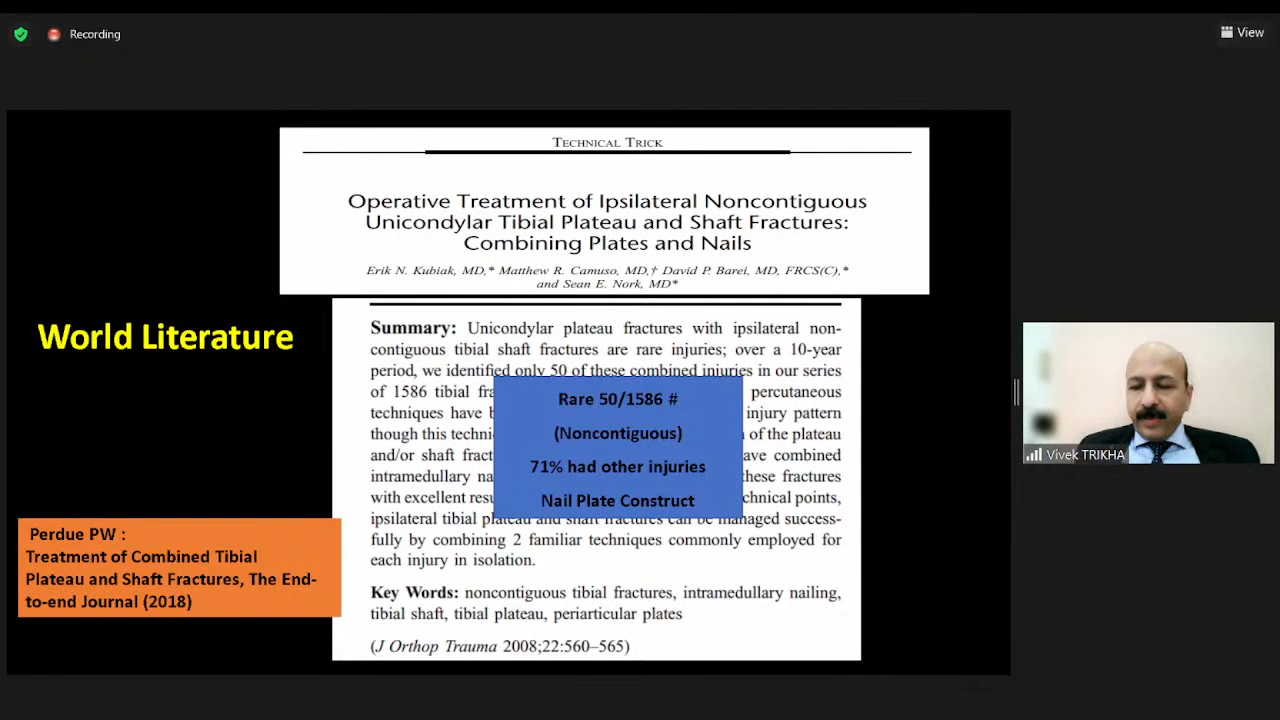 Recording
View
TECHNICAL TRICK
Operative Treatment of Ipsilateral Noncontiguous
Unicondylar Tibial Plateau and Shaft Fractures:
Combining Plates and Nails
Erik N. Kubiak, MD,* Matthew R. Camuso, MD,† David P. Barei, MD, FRCS(C),*
and Sean E. Nork, MD*
World Literature
Summary: Unicondylar plateau fractures with ipsilateral non-
contiguous tibial shaft fractures are rare injuries; over a 10-year
period, we identified only 50 of these combined injuries in our series
of 1586 tibial percutaneous
techniques have injury pattern
though this of the plateau
and/or shaft combined
intramedullary these fractures
with excellent points,
ipsilateral tibial plateau and shaft fractures can be managed success-
fully by combining 2 familiar techniques commonly employed for
each injury in isolation.
Key Words: noncontiguous tibial fractures, intramedullary nailing,
tibial shaft, tibial plateau, periarticular plates
(J Orthop Trauma 2008;22:560–565)
Rare 50/1586 #
(Noncontiguous)
71% had other injuries
Nail Plate Construct
Perdue PW :
Treatment of Combined Tibial
Plateau and Shaft Fractures, The End-
to-end Journal (2018)
Vivek TRIKHA